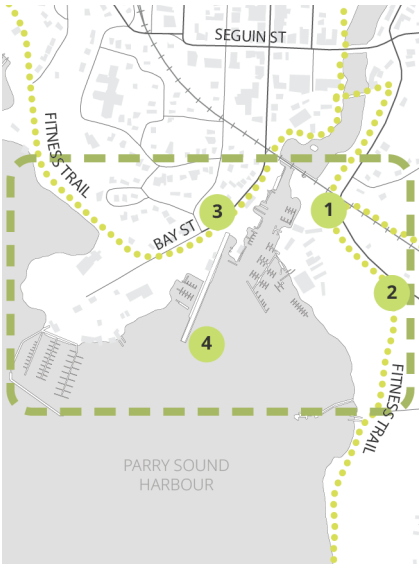 SEGUIN ST
FITNESS TRAIL
3
1
BAY ST
2
4
FITNESS TRAIL
PARRY SOUND
HARBOUR